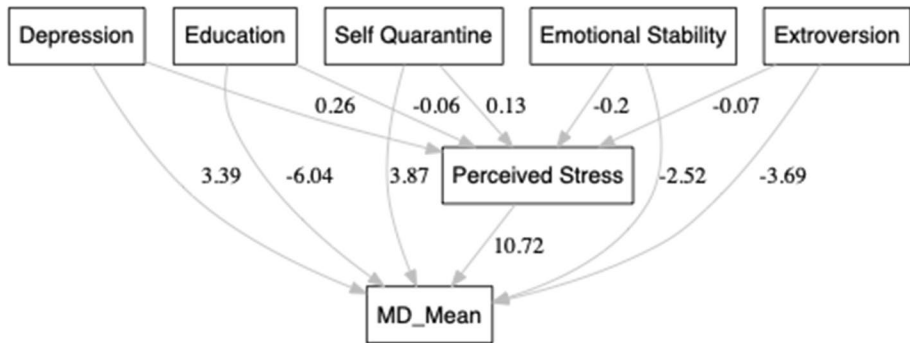 Depression
Education
Self Quarantine
Emotional Stability
Extroversion
0.26
-0.06
0.13
-0.2
-0.07
3.39
-6.04
3.87
Perceived Stress
-2.52
-3.69
10.72
MD_Mean